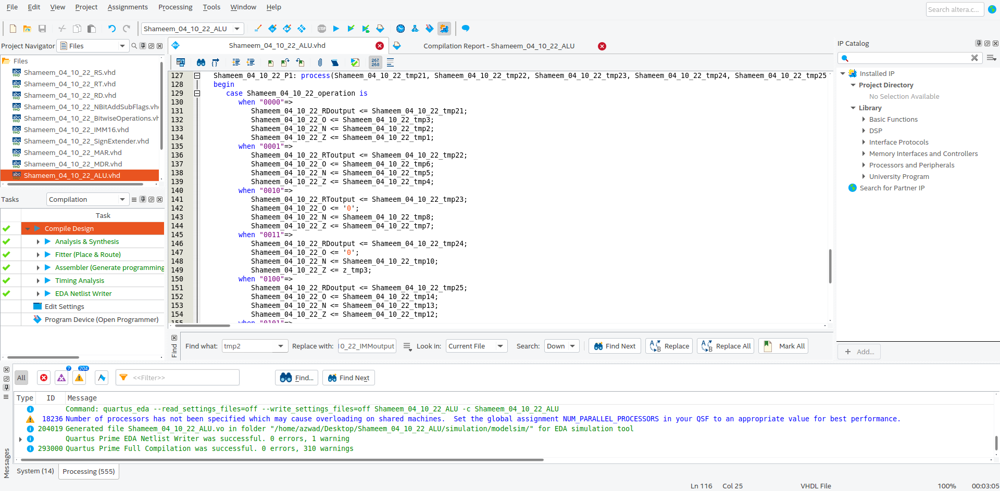 File Edit View Project Assignments Processing Tools Window Help
Search altera.c...
Shameem_04_10_22_ALU
STOP
Project Navigator Files
Files
Shameem_04_10_22_RS.vhd
Shameem_04_10_22_RT.vhd
Shameem_04_10_22_RD.vhd
Shameem_04_10_22_NBitAddSubFlags.vh
Shameem_04_10_22_BitwiseOperations.vh
Shameem_04_10_22_IMM16.vhd
Shameem_04_10_22_SignExtender.vhd
Shameem_04_10_22_MAR.vhd
Shameem_04_10_22_MDR.vhd
Shameem_04_10_22_ALU.vhd
Tasks Compilation
Task
Compile Design
Analysis & Synthesis
Fitter (Place & Route)
Assembler (Generate programming
Timing Analysis
EDA Netlist Writer
Edit Settings
Program Device (Open Programmer)
Shameem_04_10_22_ALU.vhd
Compilation Report - Shameem_04_10_22_ALU
267
268
127 Shameem_04_10_22_P1: process(Shameem_04_10_22_tmp21, Shameem_04_10_22_tmp22, Shameem_04_10_22_tmp23, Shameem_04_10_22_tmp24, Shameem_04_10_22_tmp25
128 begin
129 case Shameem_04_10_22_operation is
130 when "0000"=>
131 Shameem_04_10_22_RDoutput <= Shameem_04_10_22_tmp21;
132 Shameem_04_10_22_O <= Shameem_04_10_22_tmp3;
133 Shameem_04_10_22_N <= Shameem_04_10_22_tmp2;
134 Shameem_04_10_22_Z <= Shameem_04_10_22_tmp1;
135 when "0001"=>
136 Shameem_04_10_22_RToutput <= Shameem_04_10_22_tmp22;
137 Shameem_04_10_22_O <= Shameem_04_10_22_tmp6;
138 Shameem_04_10_22_N <= Shameem_04_10_22_tmp5;
139 Shameem_04_10_22_Z <= Shameem_04_10_22_tmp4;
140 when "0010"=>
141 Shameem_04_10_22_RToutput <= Shameem_04_10_22_tmp23;
142 Shameem_04_10_22_O <= '0';
143 Shameem_04_10_22_N <= Shameem_04_10_22_tmp8;
144 Shameem_04_10_22_Z <= Shameem_04_10_22_tmp7;
145 when "0011"=>
146 Shameem_04_10_22_RDoutput <= Shameem_04_10_22_tmp24;
147 Shameem_04_10_22_O <= '0';
148 Shameem_04_10_22_N <= Shameem_04_10_22_tmp10;
149 Shameem_04_10_22_Z <= z_tmp3;
150 when "0100"=>
151 Shameem_04_10_22_RDoutput <= Shameem_04_10_22_tmp25;
152 Shameem_04_10_22_O <= Shameem_04_10_22_tmp14;
153 Shameem_04_10_22_N <= Shameem_04_10_22_tmp13;
154 Shameem_04_10_22_Z <= Shameem_04_10_22_tmp12;
155 when "0101"=>
Find
Find what: tmp2 Replace with: 10_22_IMMoutput Look in: Current File Search: Down Find Next Replace Replace All Mark All
IP Catalog
Installed IP
Project Directory
No Selection Available
Library
Basic Functions
DSP
Interface Protocols
Memory Interfaces and Controllers
Processors and Peripherals
University Program
Search for Partner IP
+ Add...
Messages
All 7 204 <<Filter>> Find... Find Next
Type ID Message
Command: quartus_eda --read_settings_files=off --write_settings_files=off Shameem_04_10_22_ALU -c Shameem_04_10_22_ALU
18236 Number of processors has not been specified which may cause overloading on shared machines. Set the global assignment NUM_PARALLEL_PROCESSORS in your QSF to an appropriate value for best performance.
204019 Generated file Shameem_04_10_22_ALU.vo in folder "/home/azwad/Desktop/Shameem_04_10_22_ALU/simulation/modelsim/" for EDA simulation tool
Quartus Prime EDA Netlist Writer was successful. 0 errors, 1 warning
293000 Quartus Prime Full Compilation was successful. 0 errors, 310 warnings
System (14) Processing (555)
Ln 116 Col 25 VHDL File 100% 00:03:05